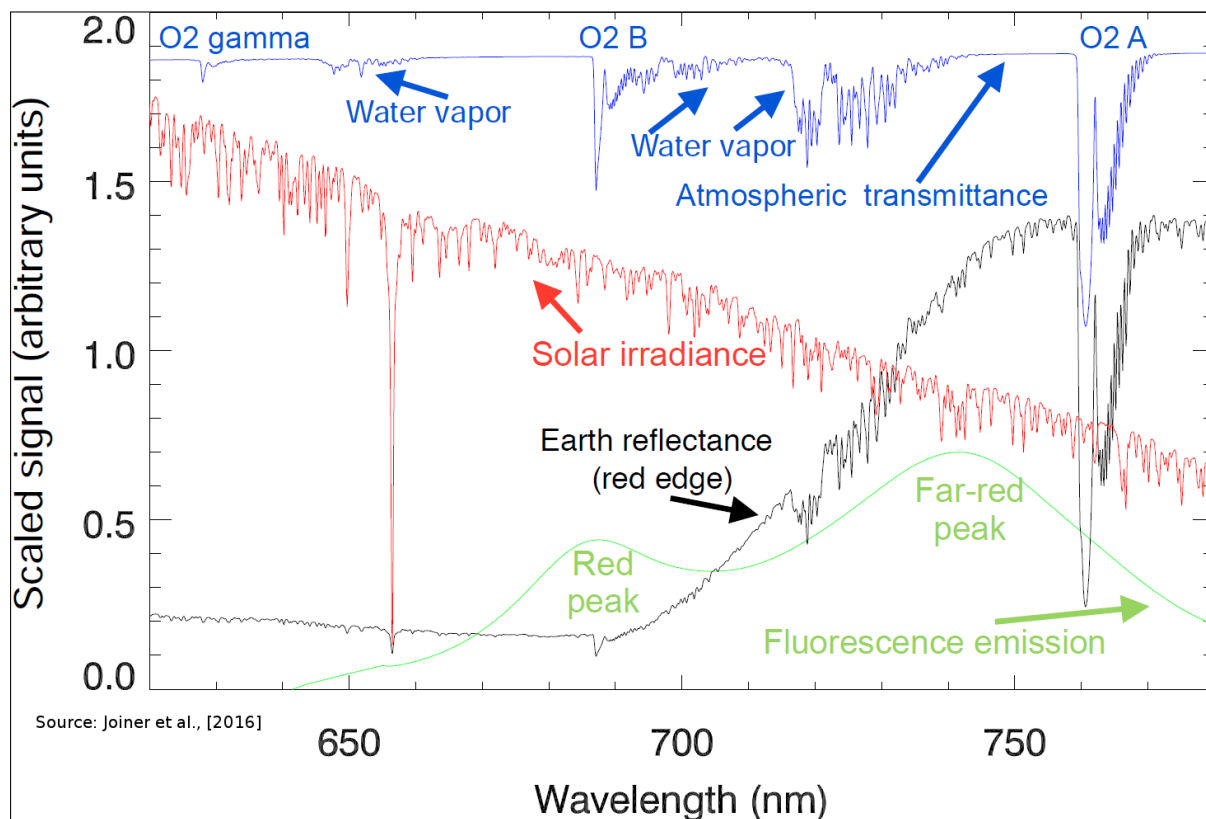 2.0
O2 gamma
O2 B
O2 A
Water vapor
Water vapor
1.5
Atmospheric transmittance
Solar irradiance
1.0
Earth reflectance
(red edge)
Far-red
peak
0.5
Red
peak
Fluorescence emission
0.0
Scaled signal (arbitrary units)
Source: Joiner et al., [2016]
650
700
750
Wavelength (nm)